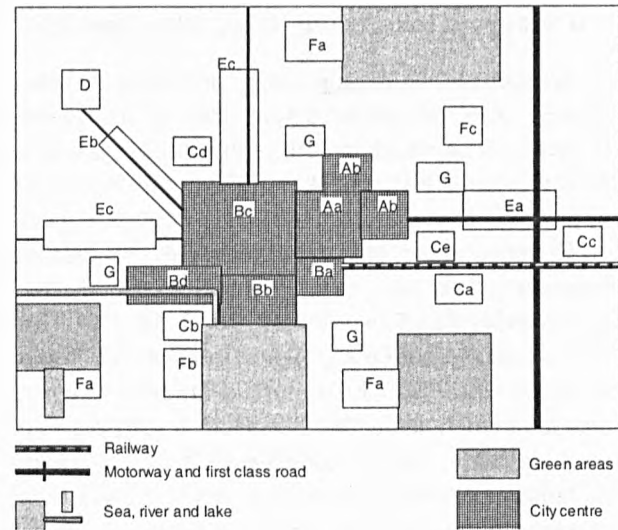 Fa
Ec
D
Fc
Eb
G
Cd
Ab
G
Ec
Bc
Aa
Ab
Ea
Ce
Cc
G
Bd
Ba
Bb
Ca
Cb
G
Fb
Fa
Fa
Railway
Motorway and first class road
Sea, river and lake
Green areas
City centre